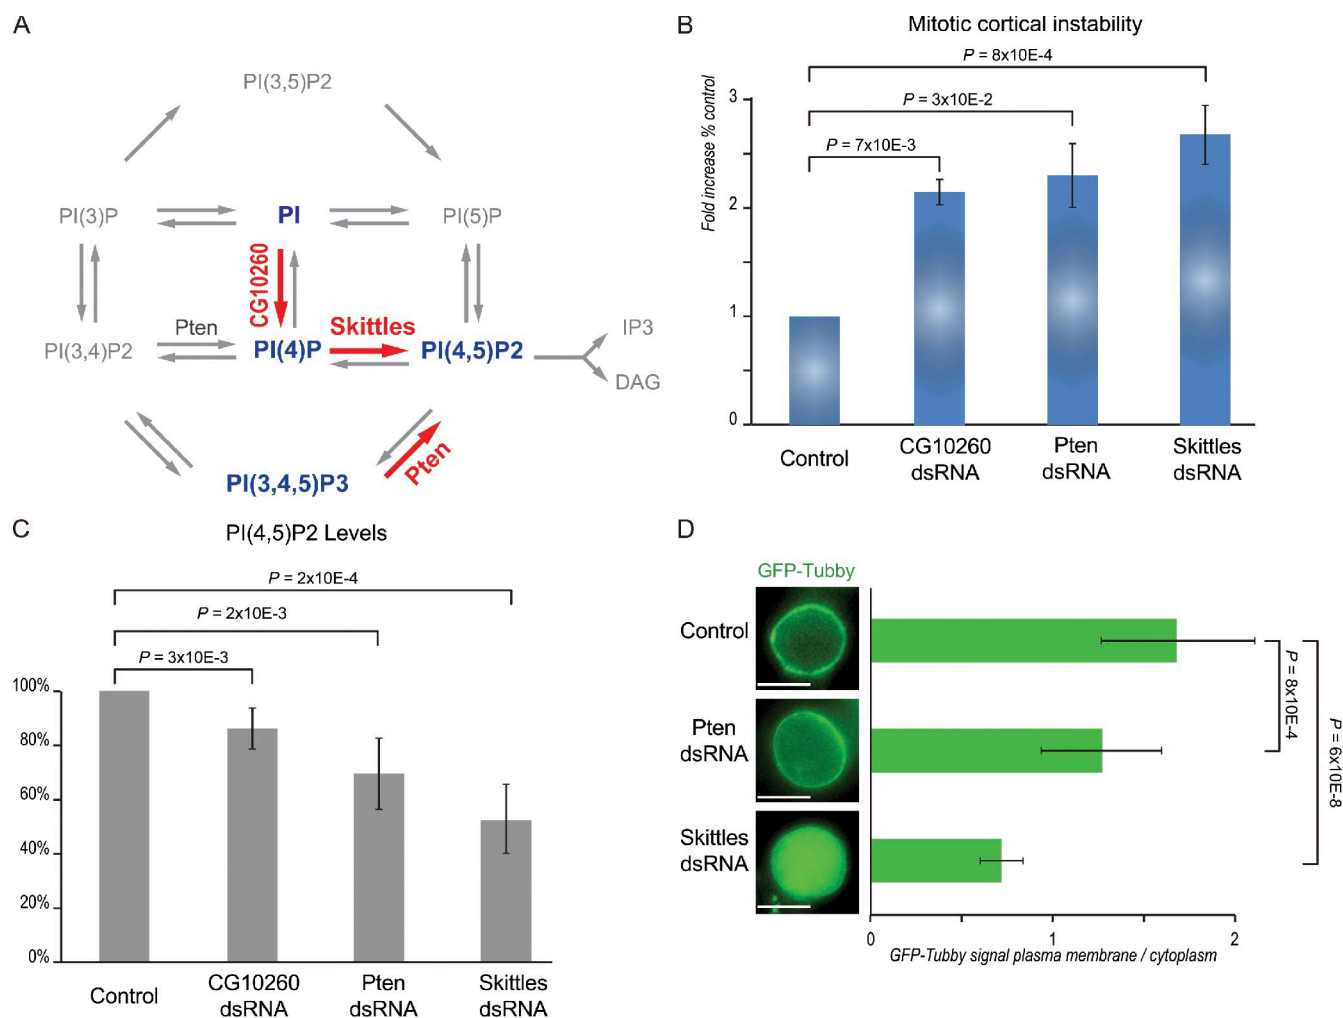 A
PI(3,5)P2
PI(3)P
PI
PI(5)P
CG10260
Pten
Skittles
PI(3,4)P2
PI(4)P
PI(4,5)P2
IP3
DAG
Pten
PI(3,4,5)P3
B
Mitotic cortical instability
P = 8x10E-4
P = 3x10E-2
P = 7x10E-3
Fold increase % control
3
2
1
0
Control
CG10260
dsRNA
Pten
dsRNA
Skittles
dsRNA
C
PI(4,5)P2 Levels
P = 2x10E-4
P = 2x10E-3
P = 3x10E-3
100%
80%
60%
40%
20%
0%
Control
CG10260
dsRNA
Pten
dsRNA
Skittles
dsRNA
D
GFP-Tubby
Control
Pten
dsRNA
Skittles
dsRNA
P = 8x10E-4
P = 6x10E-8
0
1
2
GFP-Tubby signal plasma membrane / cytoplasm